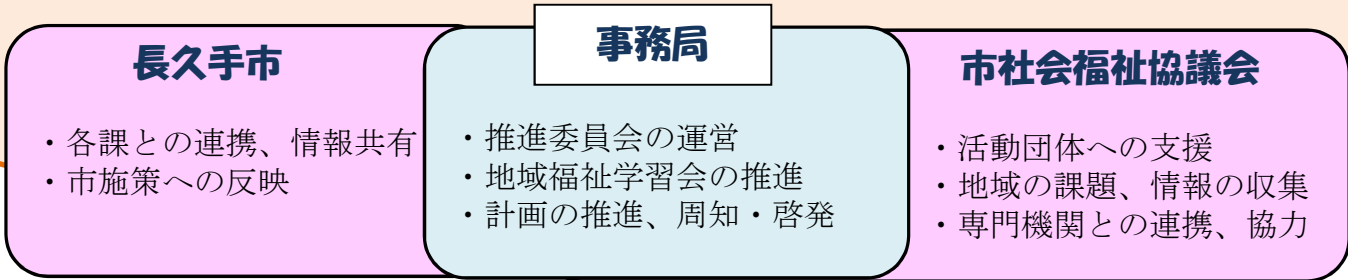 長久手市
・各課との連携、情報共有
・市施策への反映
事務局
・推進委員会の運営
・地域福祉学習会の推進
・計画の推進、周知・啓発
市社会福祉協議会
・活動団体への支援
・地域の課題、情報の収集
・専門機関との連携、協力